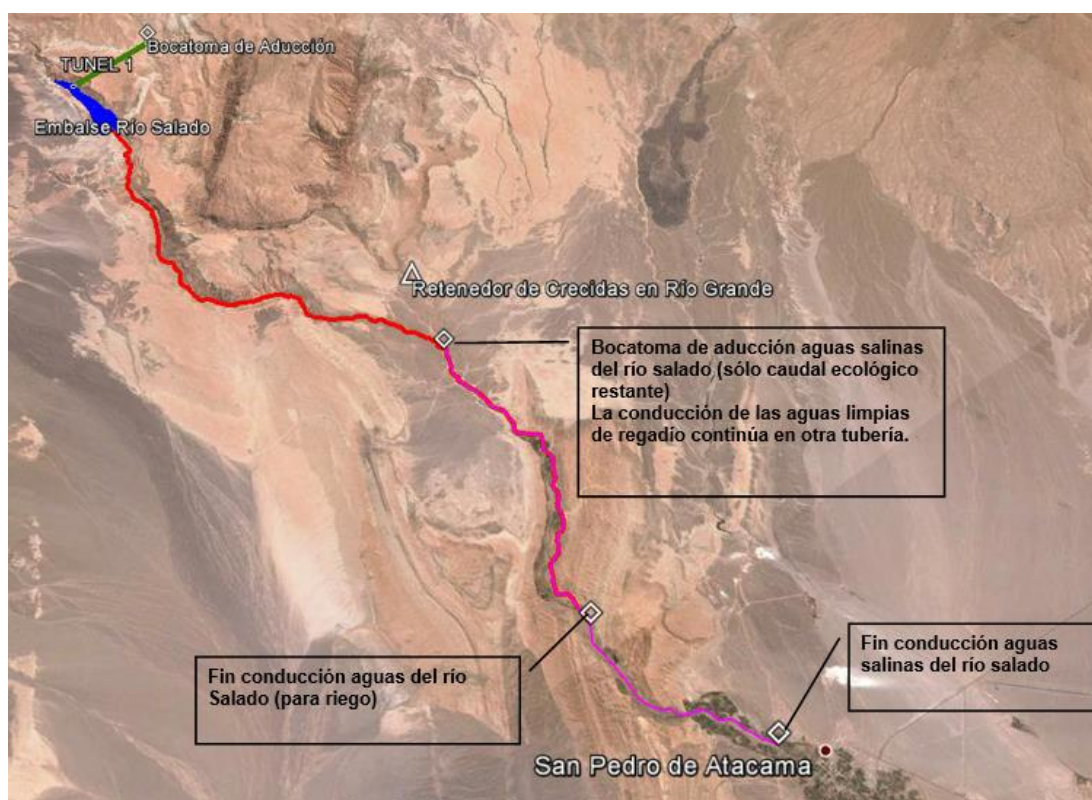 Bocatoma de Aducción
TUNEL 1
Embalse Río Salado
Retenedor de Crecidas en Río Grande
Bocatoma de aducción aguas salinas
del río salado (sólo caudal ecológico
restante)
La conducción de las aguas limpias
de regadío continúa en otra tubería.
Fin conducción aguas
salinas del río salado
Fin conducción aguas del río
Salado (para riego)
San Pedro de Atacama